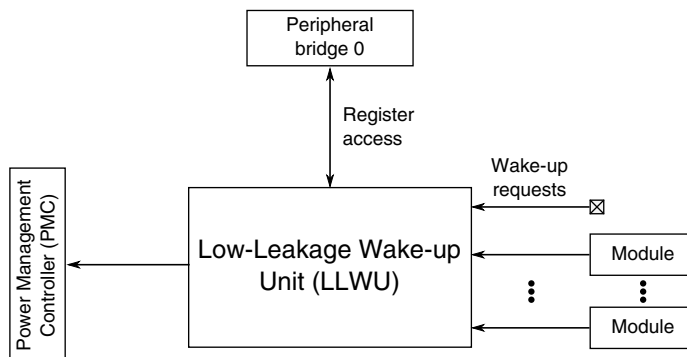 Peripheral
bridge 0
Register
access
Wake-up
requests
Power Management
Controller (PMC)
Low-Leakage Wake-up
Unit (LLWU)
Module
Module